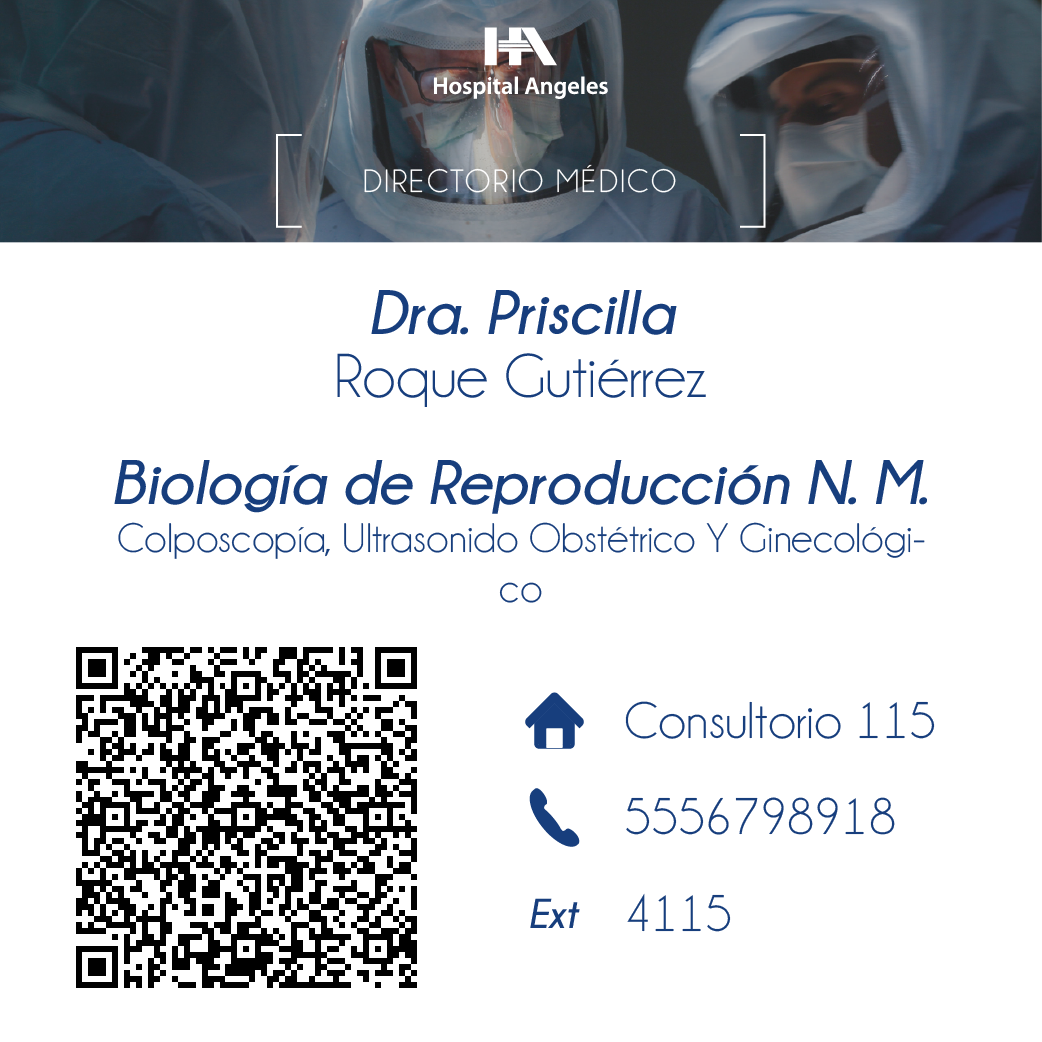 HA
Hospital Angeles
DIRECTORIO MÉDICO
Dra. Priscilla
Roque Gutiérrez
Biología de Reproducción N. M.
Colposcopía, Ultrasonido Obstétrico Y Ginecológi-
co
Consultorio 115
5556798918
Ext 4115